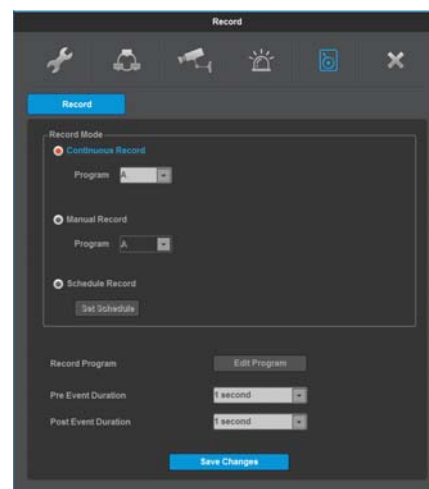 Record
Record
Record Mode
Continuous Record
Program A
Manual Record
Program A
Schedule Record
Set Schedule
Record Program Edit Program
Pre Event Duration 1 second
Post Event Duration 1 second
Save Changes